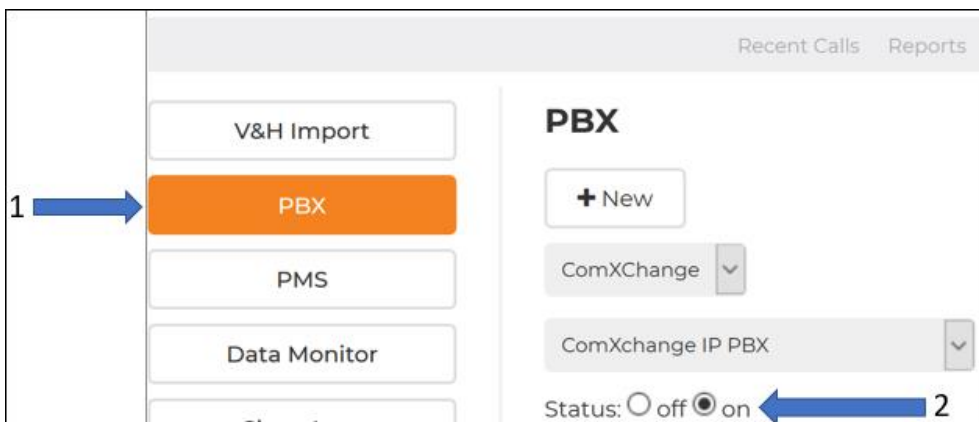 Recent Calls Reports
V&H Import
PBX
+ New
1
PBX
ComXChange
PMS
ComXchange IP PBX
Data Monitor
Status: off on
2